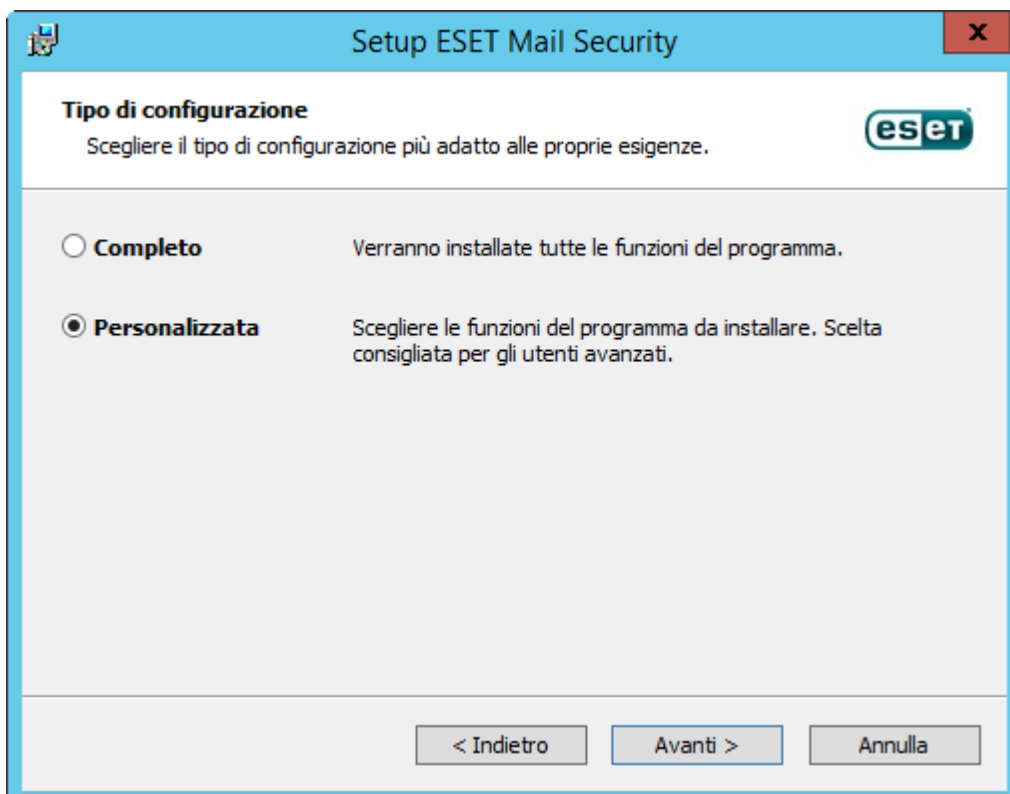 Setup ESET Mail Security
x
Tipo di configurazione
Scegliere il tipo di configurazione più adatto alle proprie esigenze.
eseT
Completo
Verranno installate tutte le funzioni del programma.
Personalizzata
Scegliere le funzioni del programma da installare. Scelta
consigliata per gli utenti avanzati.
< Indietro
Avanti >
Annulla